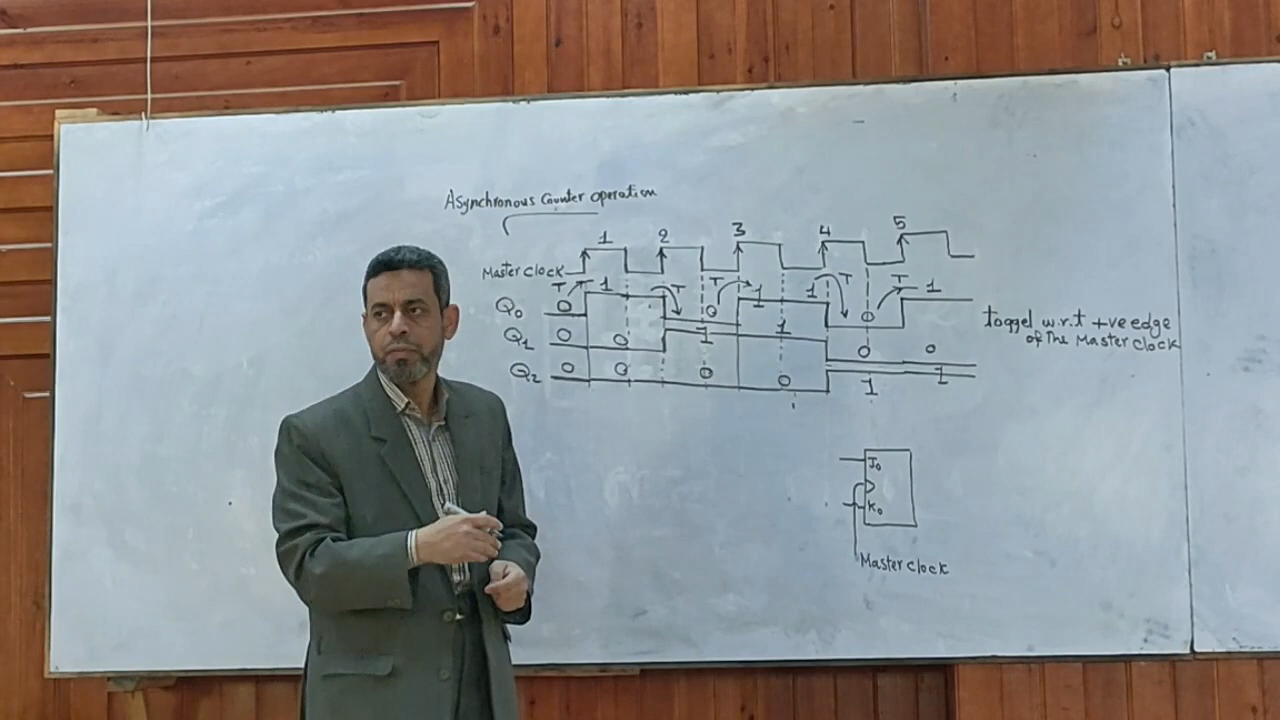 Asynchronous Counter operation
1 2 3 4 5
Master clock
T T T T T
Q0 0 1 0 1 1 0 1
Q1 0 0 1 1 0 0
Q2 0 0 0 0 1 1
toggel w.r.t +ve edge
of The Master clock
J0
K0
Master clock